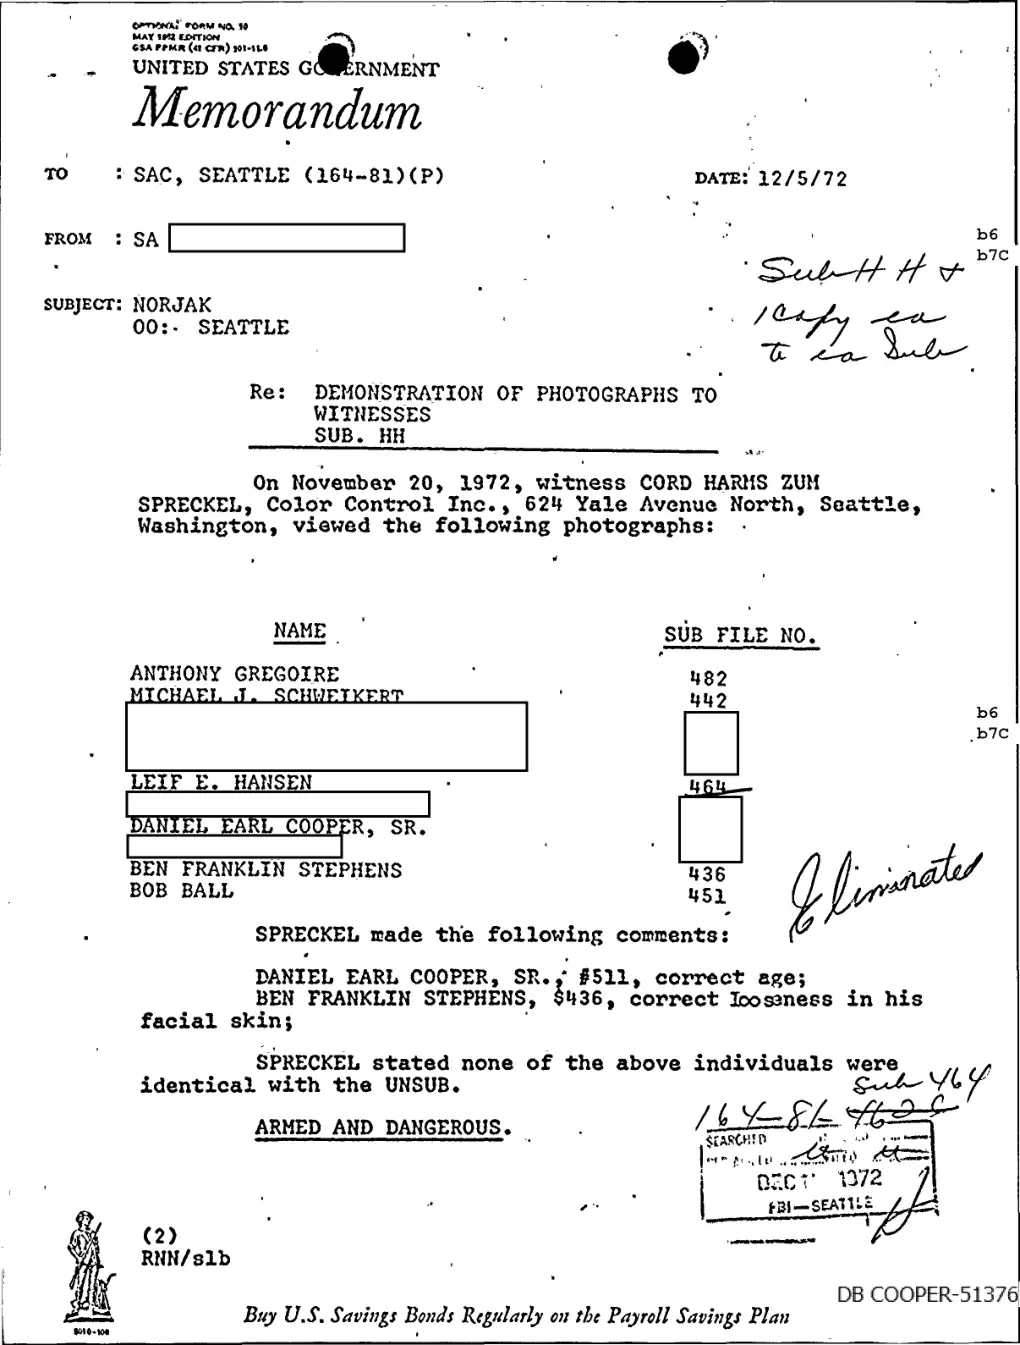 OPTIONAL FORM NO. 10
MAY 1962 EDITION
GSA FPMR (41 CFR) 101-11.6
UNITED STATES GOVERNMENT
Memorandum
TO : SAC, SEATTLE (164-81)(P)
DATE: 12/5/72
FROM : SA
b6
b7C
Sub H H +
1 Copy ea
to ea Sub
SUBJECT: NORJAK
OO:- SEATTLE
Re: DEMONSTRATION OF PHOTOGRAPHS TO
WITNESSES
SUB. HH
On November 20, 1972, witness CORD HARMS ZUM
SPRECKEL, Color Control Inc., 624 Yale Avenue North, Seattle,
Washington, viewed the following photographs:
NAME SUB FILE NO.
ANTHONY GREGOIRE 482
MICHAEL J. SCHWEIKERT 442
b6
b7C
LEIF E. HANSEN 464
DANIEL EARL COOPER, SR.
BEN FRANKLIN STEPHENS 436
BOB BALL 451
Eliminated
SPRECKEL made the following comments:
DANIEL EARL COOPER, SR., #511, correct age;
BEN FRANKLIN STEPHENS, $436, correct looseness in his
facial skin;
SPRECKEL stated none of the above individuals were
identical with the UNSUB.
Sub 464
ARMED AND DANGEROUS.
164-81-
SEARCHED
DEC 1972
FBI-SEATTLE
(2)
RNN/slb
DB COOPER-51376
5010-108
Buy U.S. Savings Bonds Regularly on the Payroll Savings Plan